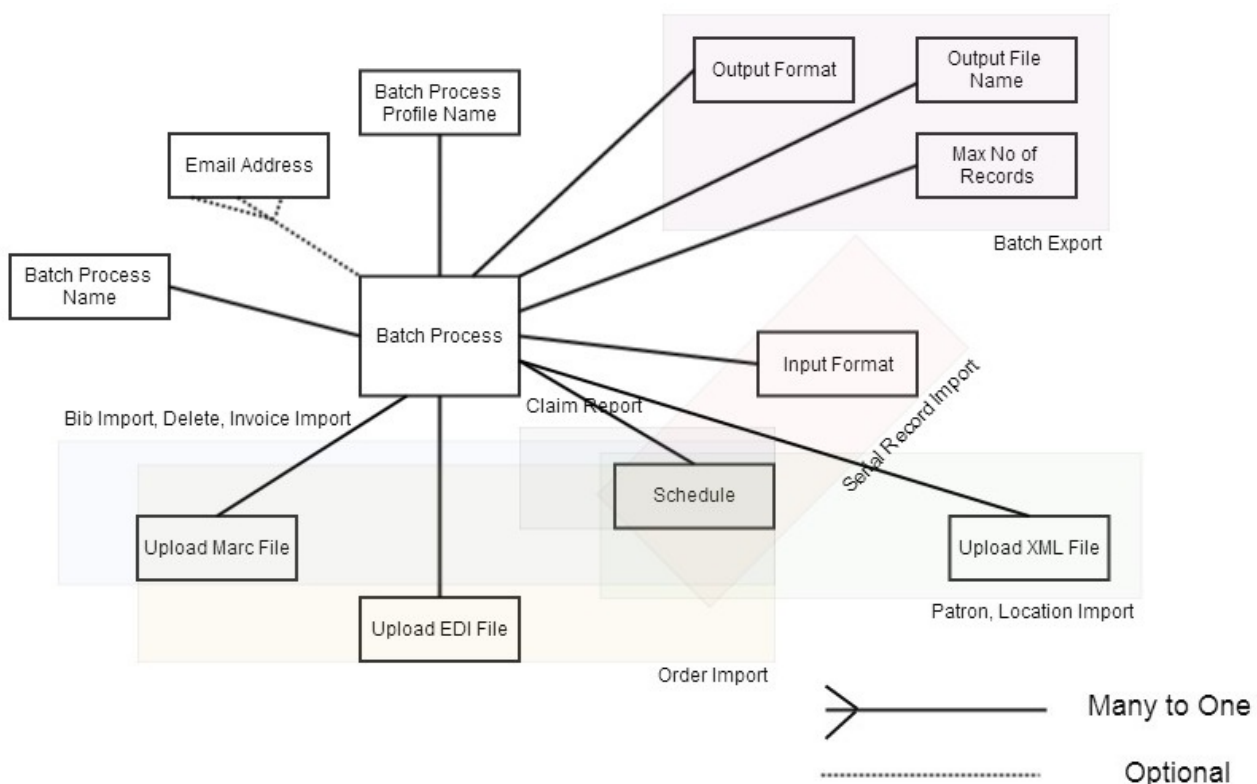 Output Format
Output File
Name
Batch Process
Profile Name
Email Address
Max No of
Records
Batch Export
Batch Process
Name
Batch Process
Input Format
Claim Report
Bib Import, Delete, Invoice Import
Serial Record Import
Schedule
Upload Marc File
Upload XML File
Patron, Location Import
Upload EDI File
Order Import
Many to One
Optional